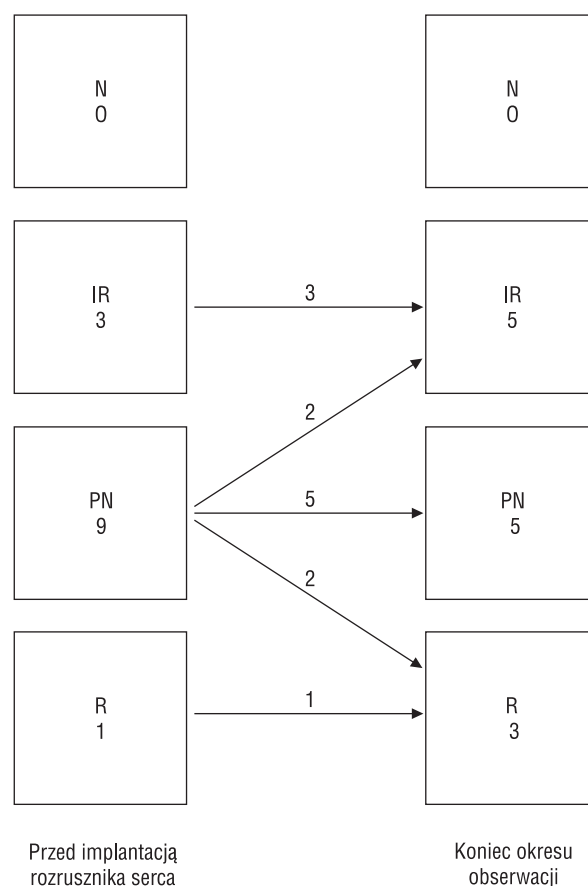 N
0
N
0
IR
3
3
IR
5
2
PN
9
5
PN
5
2
R
1
1
R
3
Przed implantacją
rozrusznika serca
Koniec okresu
obserwacji